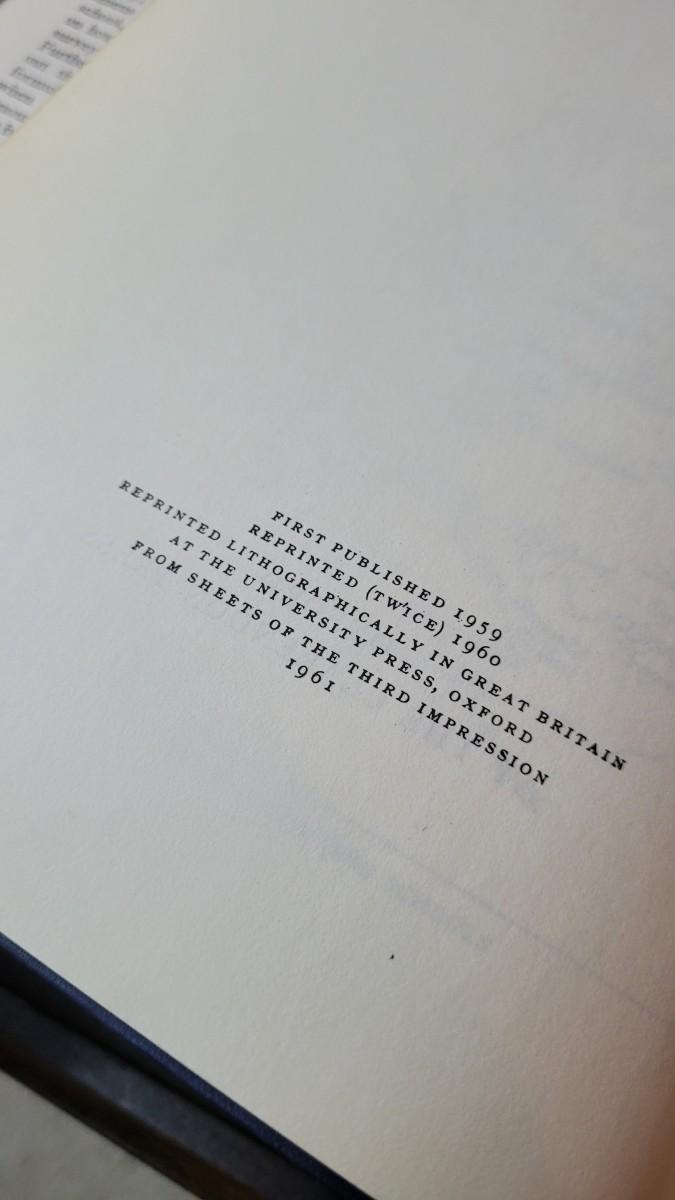 FIRST PUBLISHED 1959
REPRINTED (TWICE) 1960
REPRINTED LITHOGRAPHICALLY IN GREAT BRITAIN
AT THE UNIVERSITY PRESS, OXFORD
FROM SHEETS OF THE THIRD IMPRESSION
1961